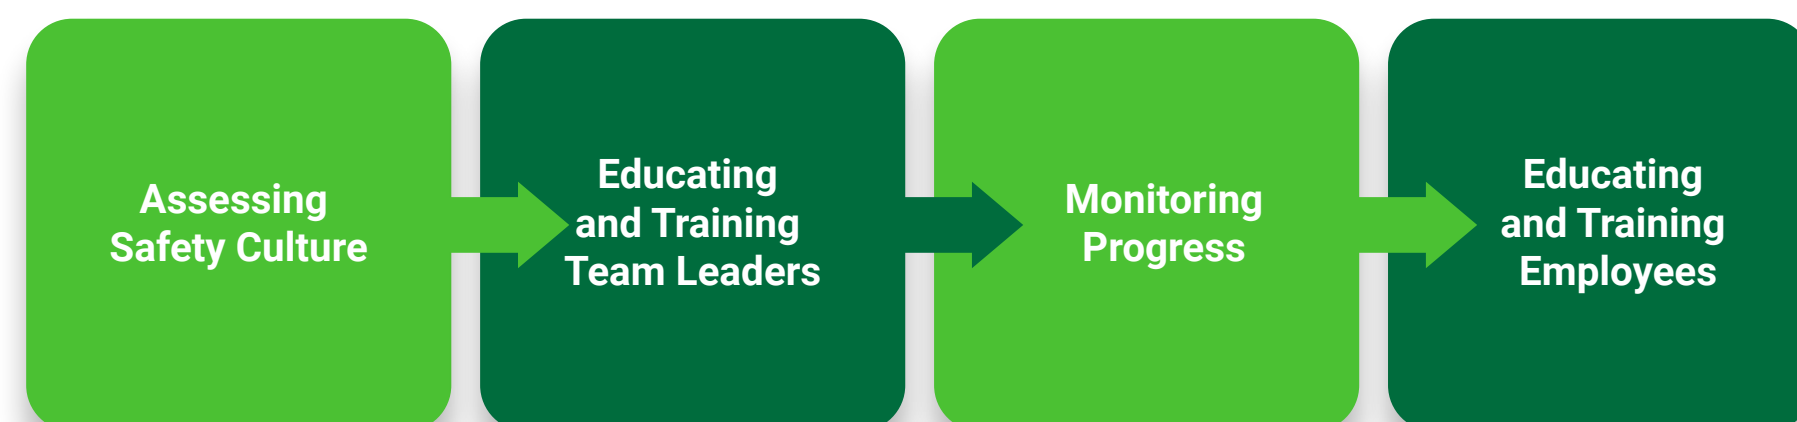 Assessing
Safety Culture
Educating
and Training
Team Leaders
Monitoring
Progress
Educating
and Training
Employees